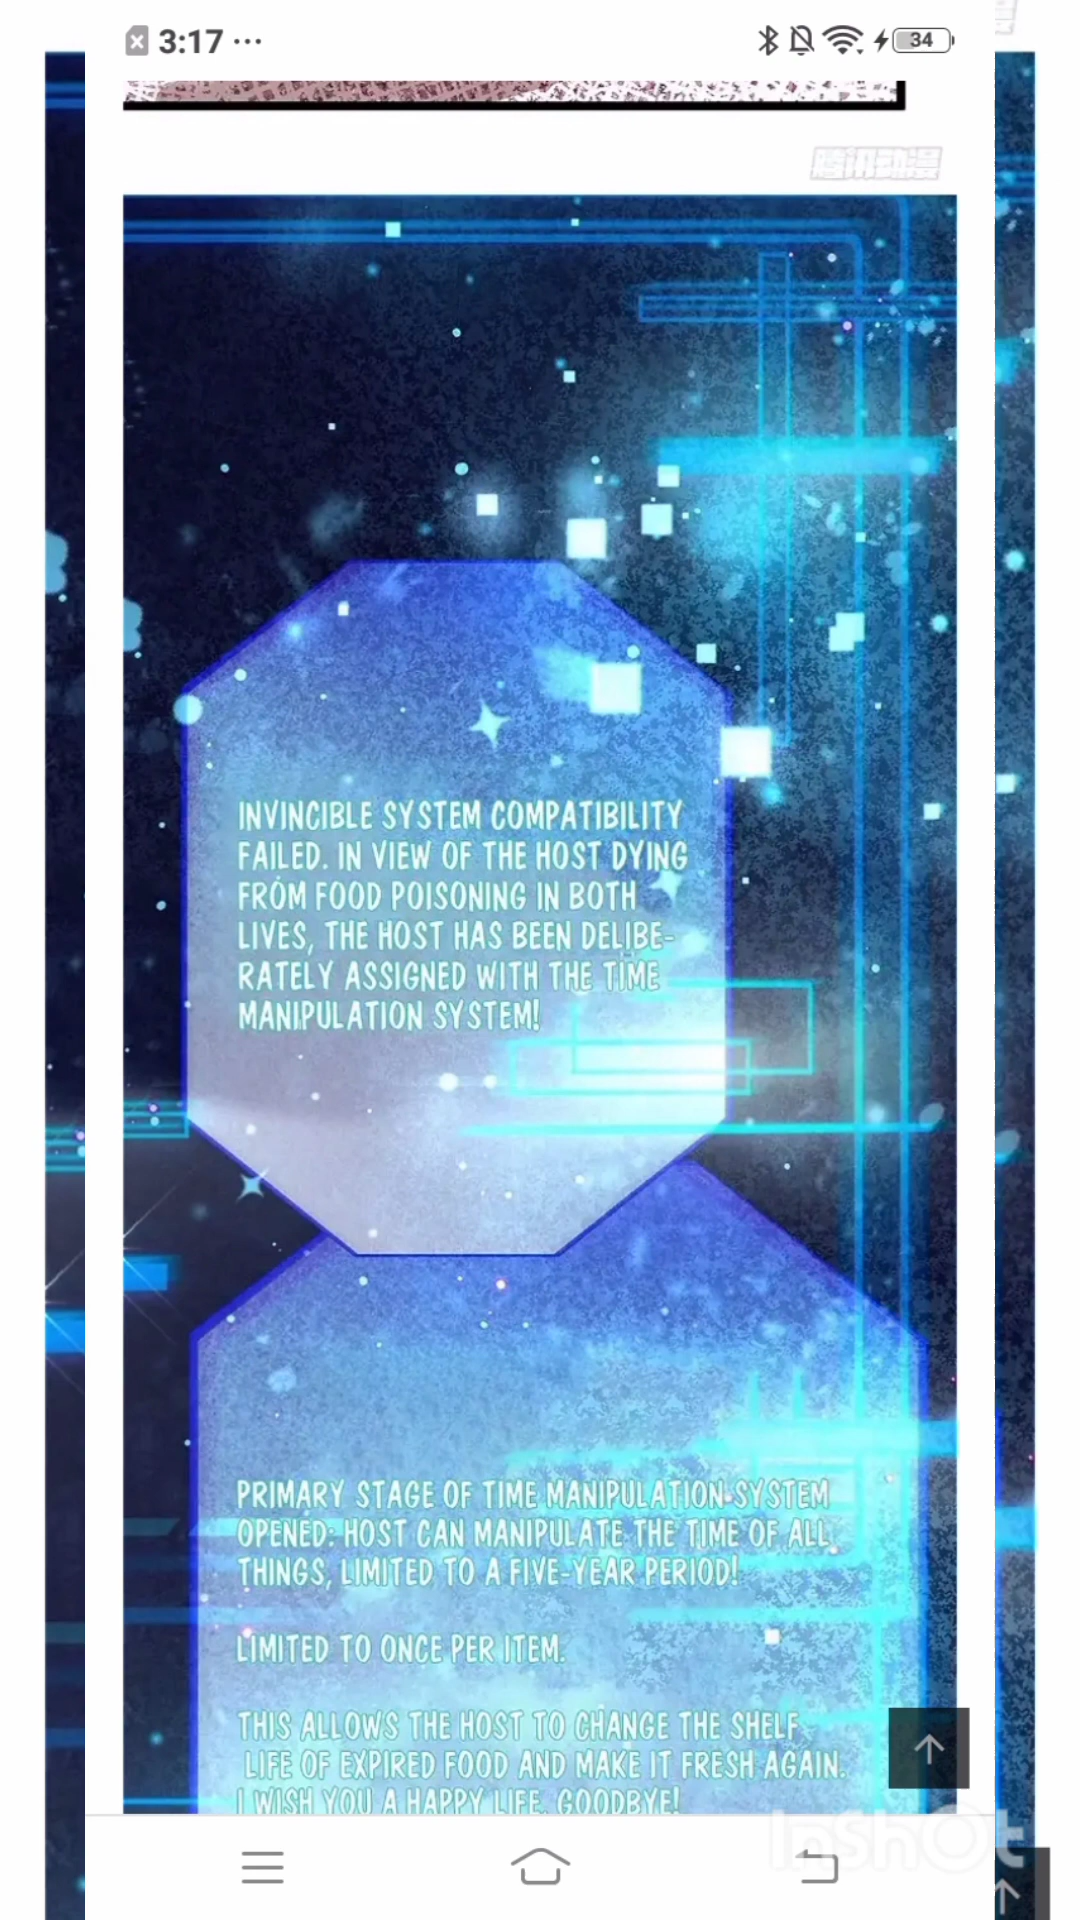 3:17 ...
34
腾讯动漫
INVINCIBLE SYSTEM COMPATIBILITY
FAILED. IN VIEW OF THE HOST DYING
FROM FOOD POISONING IN BOTH
LIVES, THE HOST HAS BEEN DELIBE-
RATELY ASSIGNED WITH THE TIME
MANIPULATION SYSTEM!
PRIMARY STAGE OF TIME MANIPULATION SYSTEM
OPENED: HOST CAN MANIPULATE THE TIME OF ALL
THINGS, LIMITED TO A FIVE-YEAR PERIOD!
LIMITED TO ONCE PER ITEM.
THIS ALLOWS THE HOST TO CHANGE THE SHELF
LIFE OF EXPIRED FOOD AND MAKE IT FRESH AGAIN.
I WISH YOU A HAPPY LIFE. GOODBYE!
InShOt